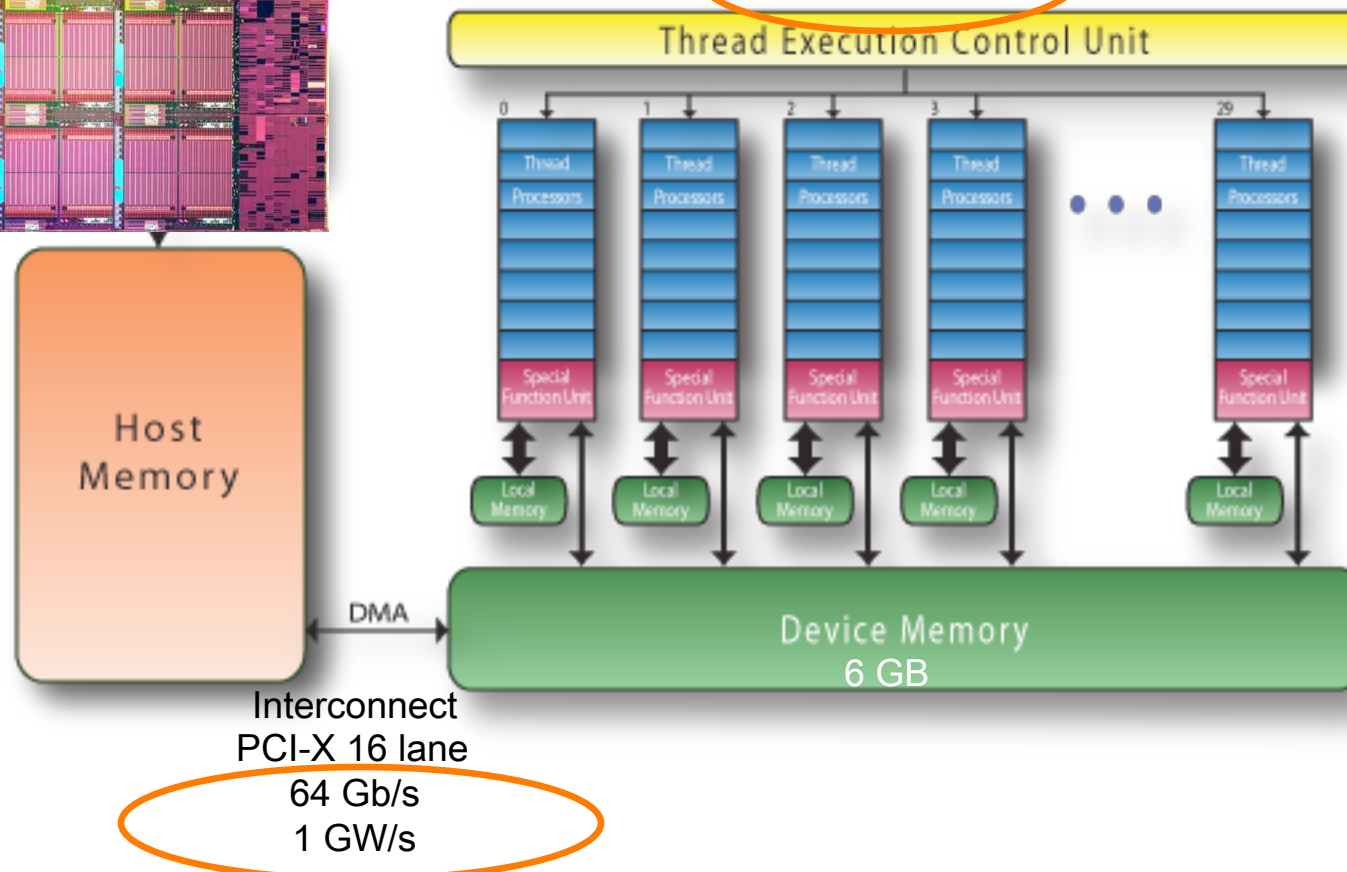 Thread Execution Control Unit
0 1 2 3 29
Thread Thread Thread Thread Thread
Processors Processors Processors Processors Processors
Special Special Special Special Special
Function Unit Function Unit Function Unit Function Unit Function Unit
Host
Memory
Local Local Local Local Local
Memory Memory Memory Memory Memory
DMA
Device Memory
6 GB
Interconnect
PCI-X 16 lane
64 Gb/s
1 GW/s